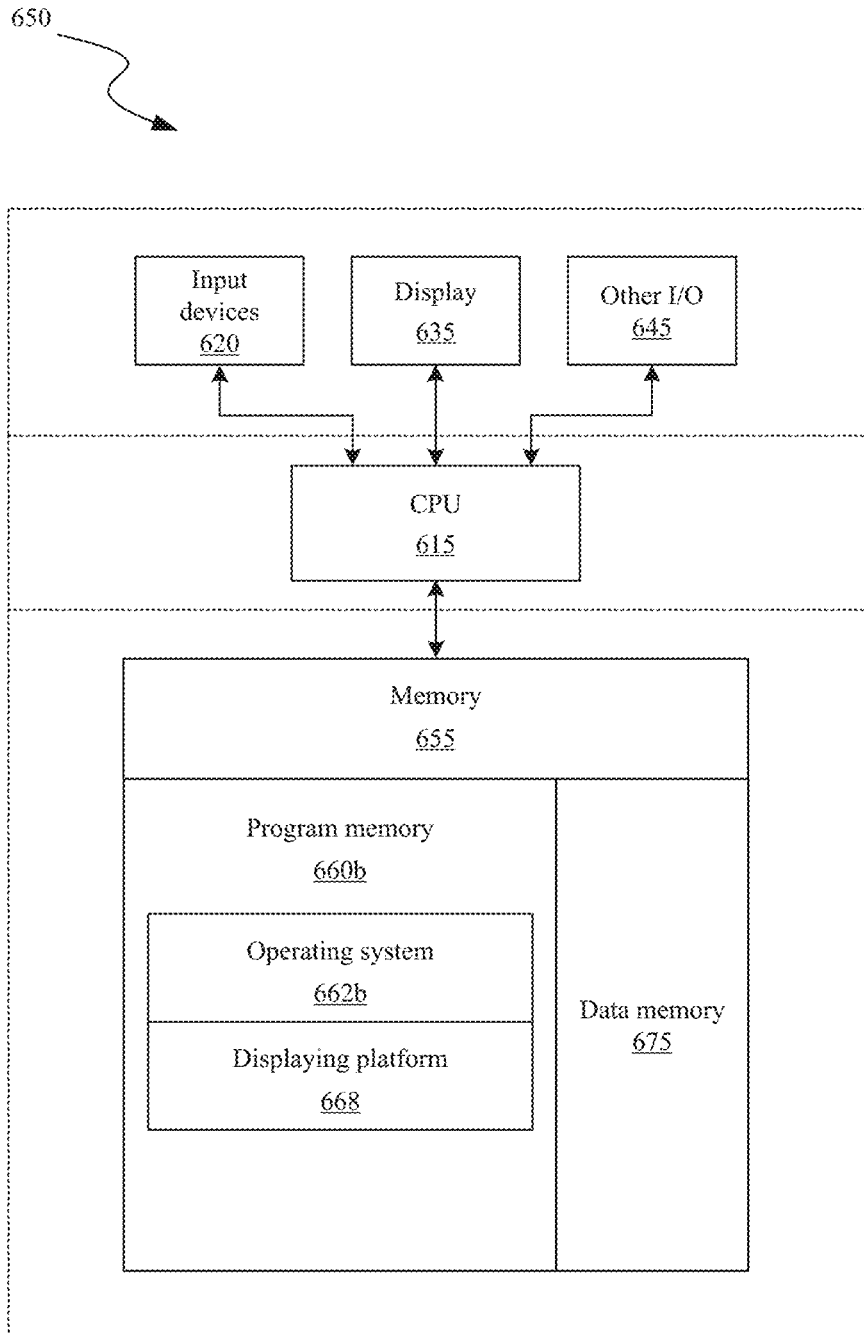 650
Input
devices
620
Display
635
Other I/O
645
CPU
615
Memory
655
Program memory
660b
Operating system
662b
Displaying platform
668
Data memory
675